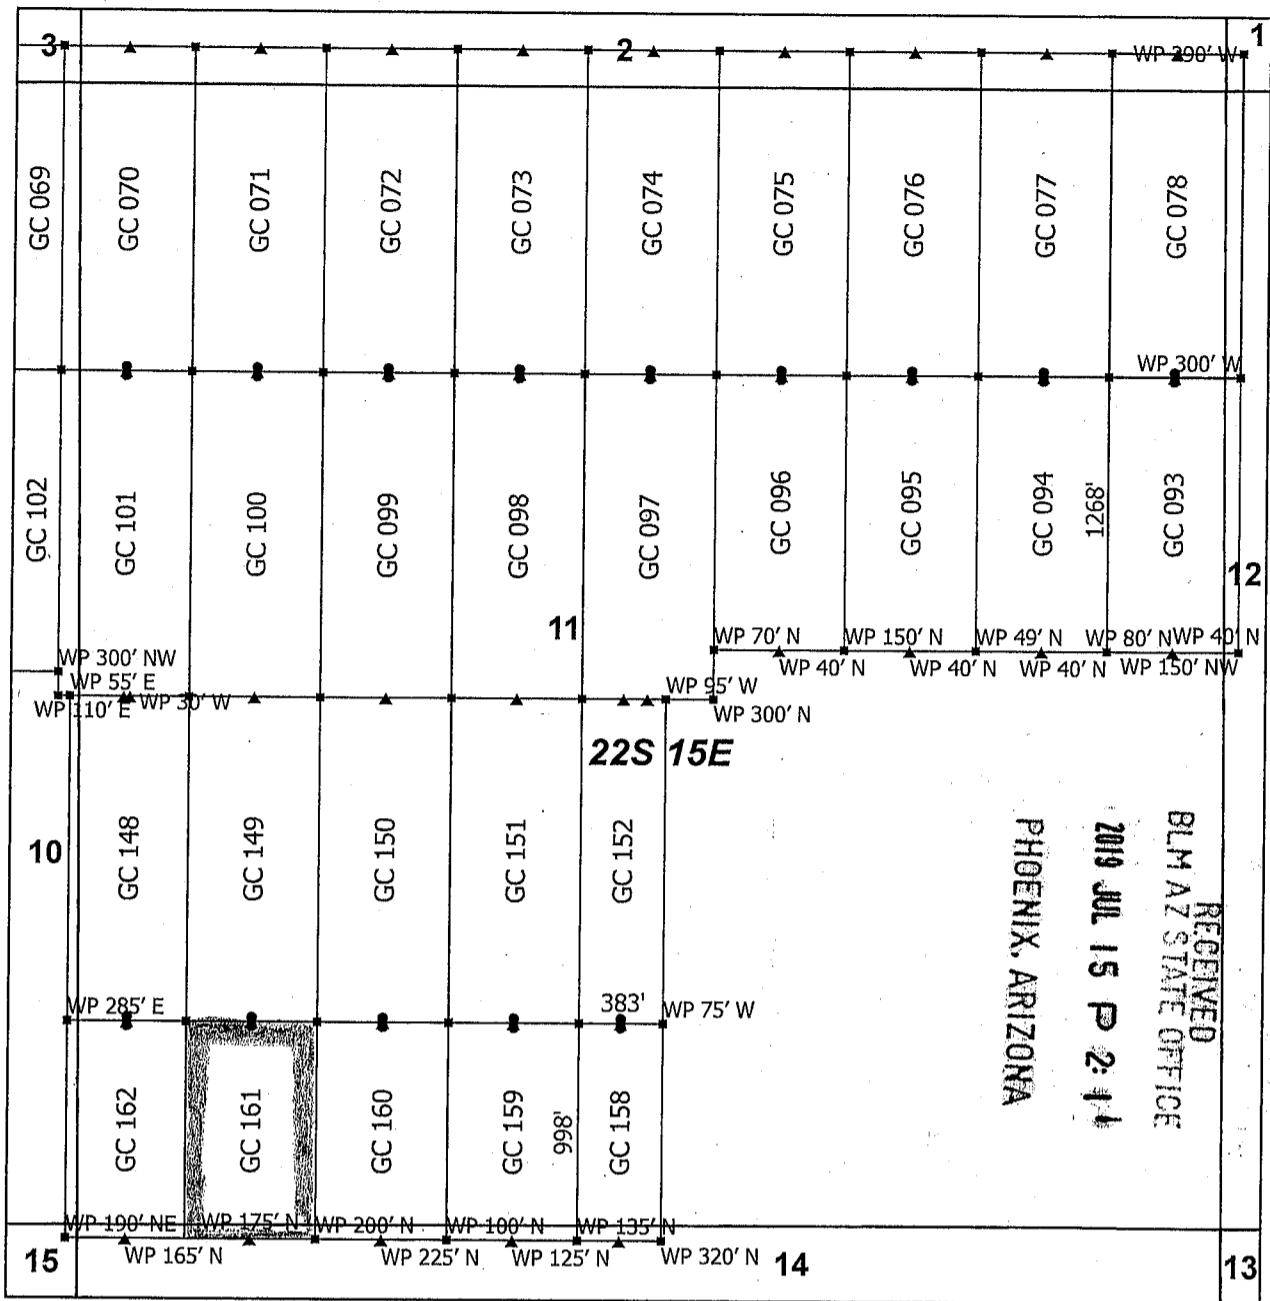 3
2
1
WP 290' W
GC 069
GC 070
GC 071
GC 072
GC 073
GC 074
GC 075
GC 076
GC 077
GC 078
WP 300' W
GC 102
GC 101
GC 100
GC 099
GC 098
GC 097
GC 096
GC 095
GC 094
1268'
GC 093
12
11
WP 70' N
WP 150' N
WP 49' N
WP 80' N
WP 40' N
WP 40' N
WP 40' N
WP 40' N
WP 150' NW
WP 300' NW
WP 55' E
WP 110' E
WP 30' W
WP 95' W
WP 300' N
22S 15E
10
GC 148
GC 149
GC 150
GC 151
GC 152
RECEIVED
BLM AZ STATE OFFICE
2019 JUL 15 P 2: 11
PHOENIX, ARIZONA
WP 285' E
383'
WP 75' W
GC 162
GC 161
GC 160
GC 159
998'
GC 158
WP 190' NE
WP 175' N
WP 200' N
WP 100' N
WP 135' N
WP 165' N
WP 225' N
WP 125' N
WP 320' N
15
14
13